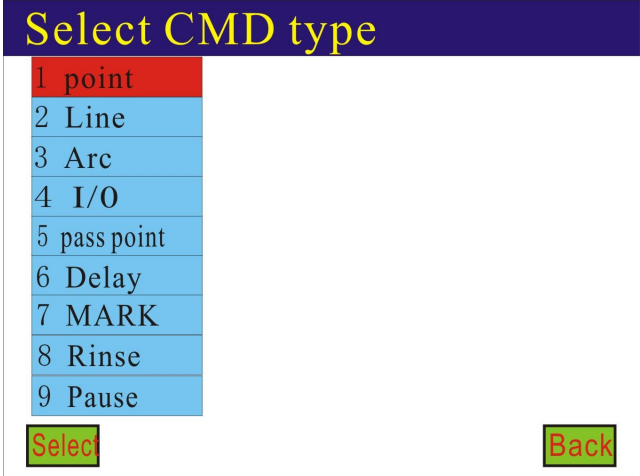 Select CMD type
1 point
2 Line
3 Arc
4 I/O
5 pass point
6 Delay
7 MARK
8 Rinse
9 Pause
Select
Back